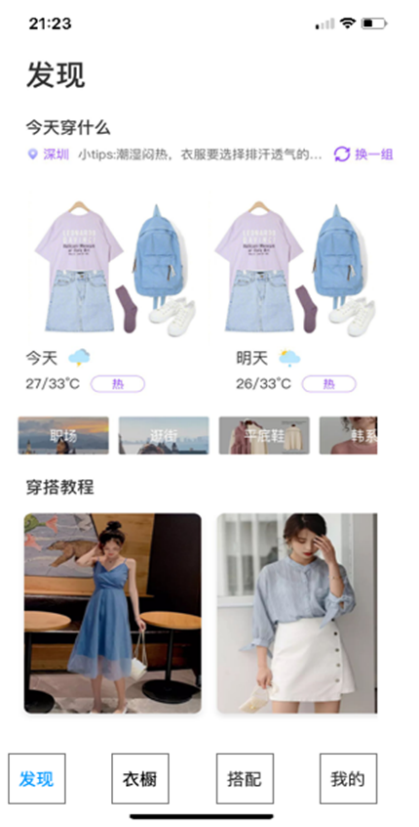 21:23
发现
今天穿什么
深圳 小tips:潮湿闷热，衣服要选择排汗透气的... 换一组
今天
明天
27/33℃ 热
26/33℃ 热
职场 逛街 平底鞋 韩系
穿搭教程
发现 衣橱 搭配 我的